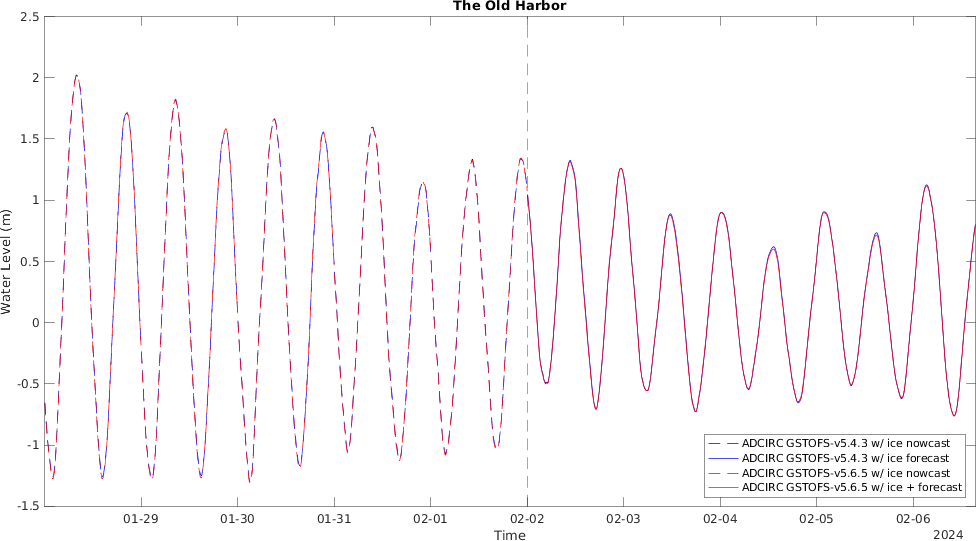 The Old Harbor
2.5
2
1.5
1
0.5
0
-0.5
-1
-1.5
Water Level (m)
ADCIRC GSTOFS-v5.4.3 w/ ice nowcast
ADCIRC GSTOFS-v5.4.3 w/ ice forecast
ADCIRC GSTOFS-v5.6.5 w/ ice nowcast
ADCIRC GSTOFS-v5.6.5 w/ ice + forecast
01-29 01-30 01-31 02-01 02-02 02-03 02-04 02-05 02-06
Time
2024